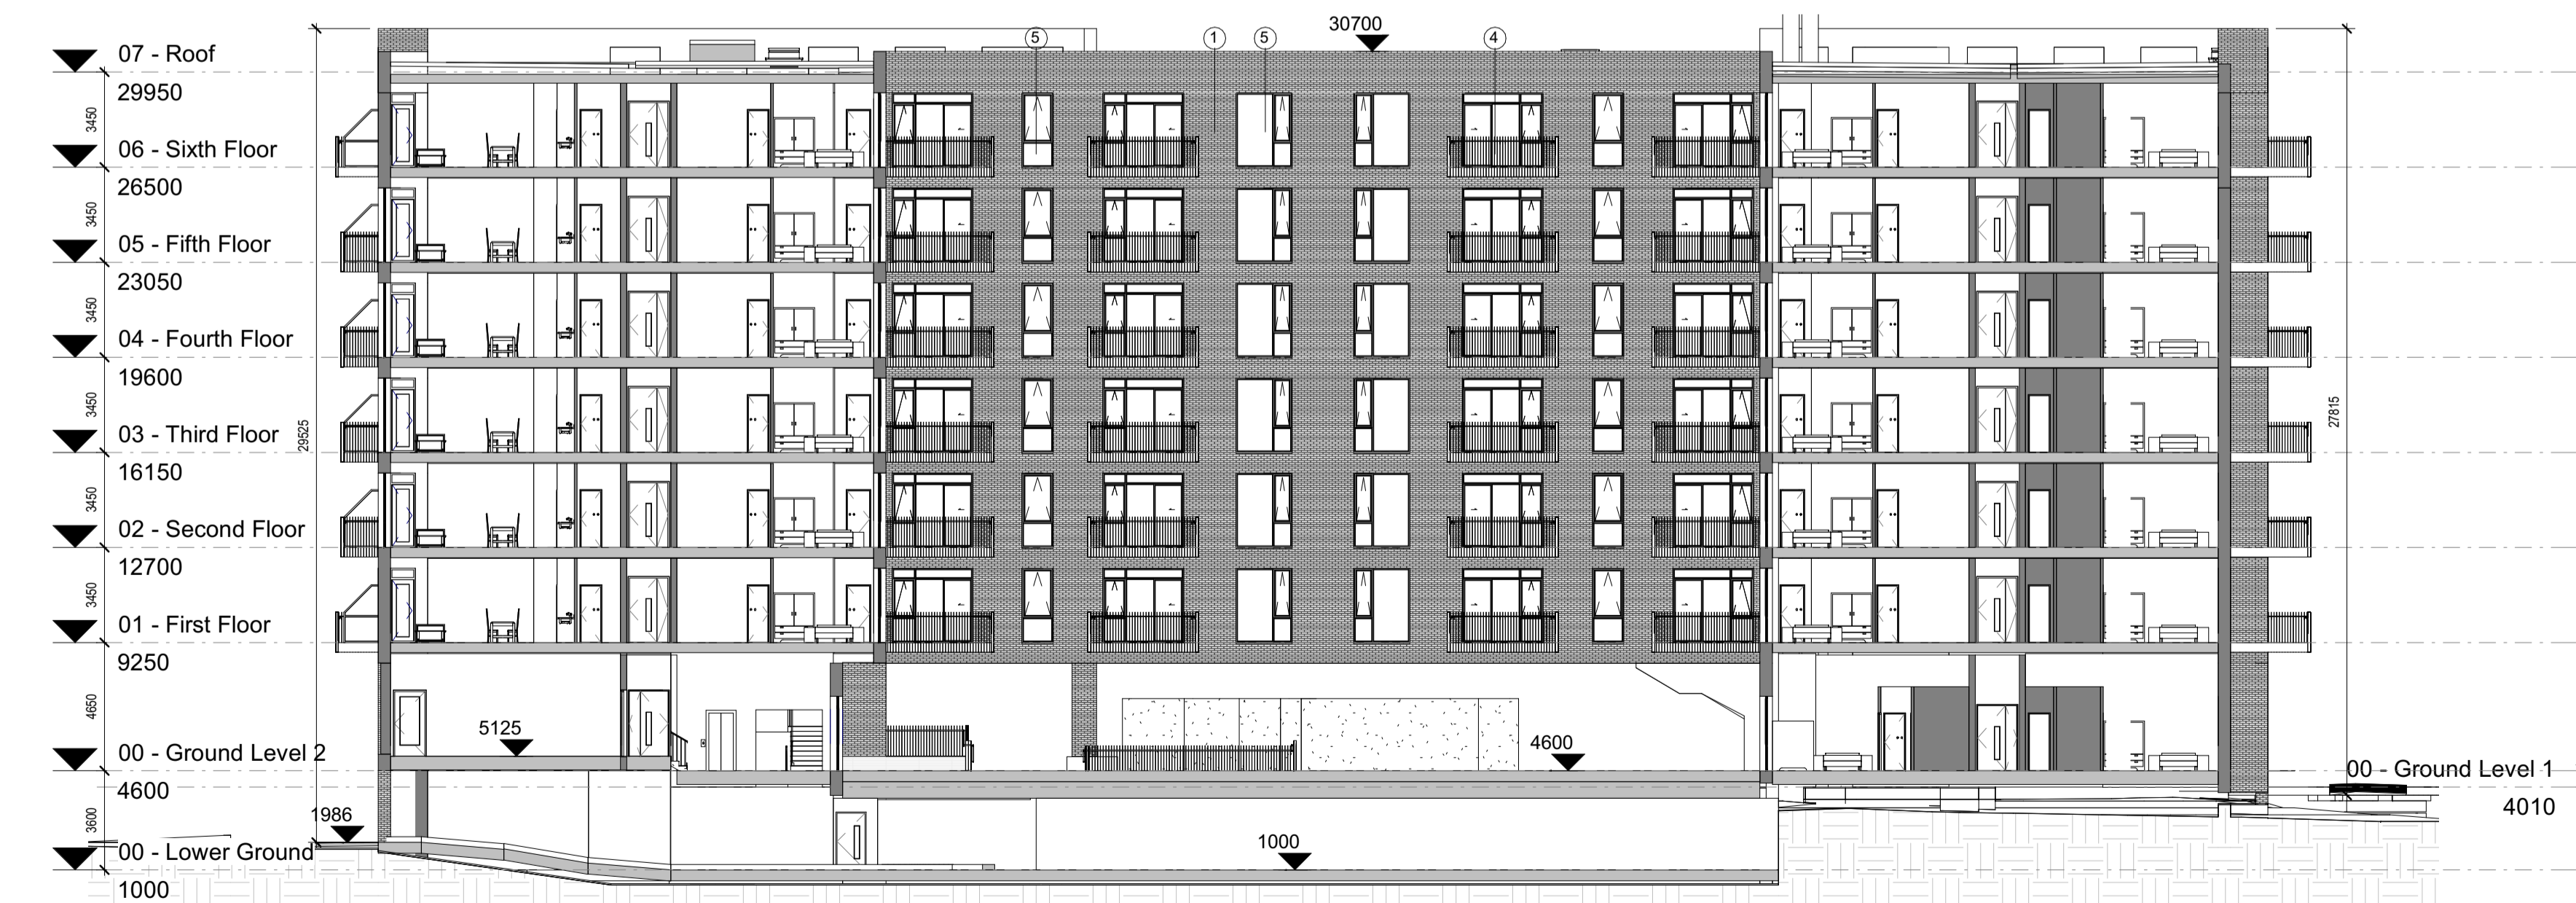 30700
5
1
5
4
07 - Roof
29950
3450
06 - Sixth Floor
26500
3450
05 - Fifth Floor
23050
3450
04 - Fourth Floor
19600
3450
03 - Third Floor
16150
3450
02 - Second Floor
12700
3450
01 - First Floor
9250
4650
00 - Ground Level 2
4600
3600
00 - Lower Ground
1000
29525
1986
5125
4600
1000
27815
00 - Ground Level 1
4010